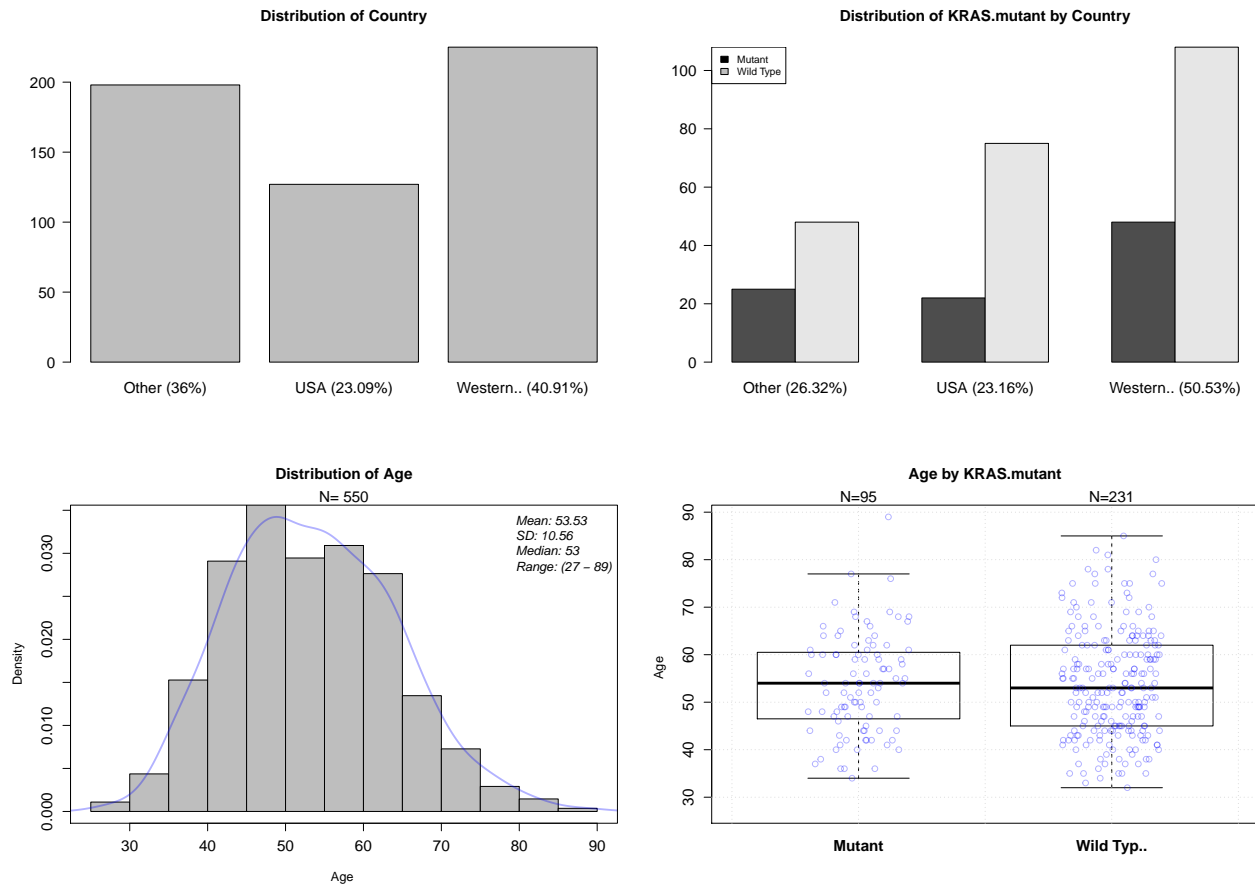 Distribution of Country
200
150
100
50
0
Other (36%)
USA (23.09%)
Western.. (40.91%)
Distribution of KRAS.mutant by Country
Mutant
Wild Type
100
80
60
40
20
0
Other (26.32%)
USA (23.16%)
Western.. (50.53%)
Distribution of Age
N= 550
Mean: 53.53
SD: 10.56
Median: 53
Range: (27 − 89)
Density
0.030
0.020
0.010
0.000
30
40
50
60
70
80
90
Age
Age by KRAS.mutant
N=95
N=231
Age
90
80
70
60
50
40
30
Mutant
Wild Typ..